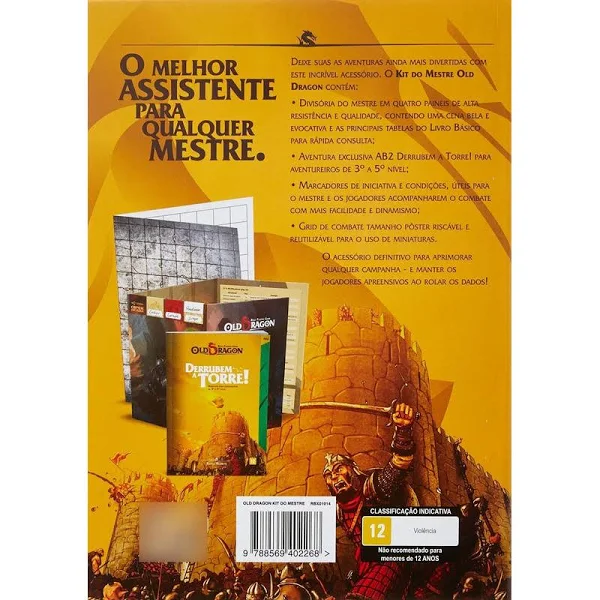 O MELHOR
ASSISTENTE
PARA
QUALQUER
MESTRE.
DEIXE SUAS AS AVENTURAS AINDA MAIS DIVERTIDAS COM
ESTE INCRÍVEL ACESSÓRIO. O KIT DO MESTRE OLD
DRAGON CONTÉM:
• DIVISÓRIA DO MESTRE EM QUATRO PAINÉIS DE ALTA
RESISTÊNCIA E QUALIDADE, CONTENDO UMA CENA BELA E
EVOCATIVA E AS PRINCIPAIS TABELAS DO LIVRO BÁSICO
PARA RÁPIDA CONSULTA;
• AVENTURA EXCLUSIVA AB2 DERRUBEM A TORRE! PARA
AVENTUREIROS DE 3º A 5º NÍVEL;
• MARCADORES DE INICIATIVA E CONDIÇÕES, ÚTEIS PARA
O MESTRE E OS JOGADORES ACOMPANHAREM O COMBATE
COM MAIS FACILIDADE E DINAMISMO;
• GRID DE COMBATE TAMANHO PÔSTER RISCÁVEL E
REUTILIZÁVEL PARA O USO DE MINIATURAS.
O ACESSÓRIO DEFINITIVO PARA APRIMORAR
QUALQUER CAMPANHA – E MANTER OS
JOGADORES APREENSIVOS AO ROLAR OS DADOS!
OLD DRAGON
OLD DRAGON
DERRUBEM
A TORRE!
OLD DRAGON KIT DO MESTRE RBX01014
9 788569 402268 >
CLASSIFICAÇÃO INDICATIVA
12
Violência
Não recomendado para
menores de 12 ANOS